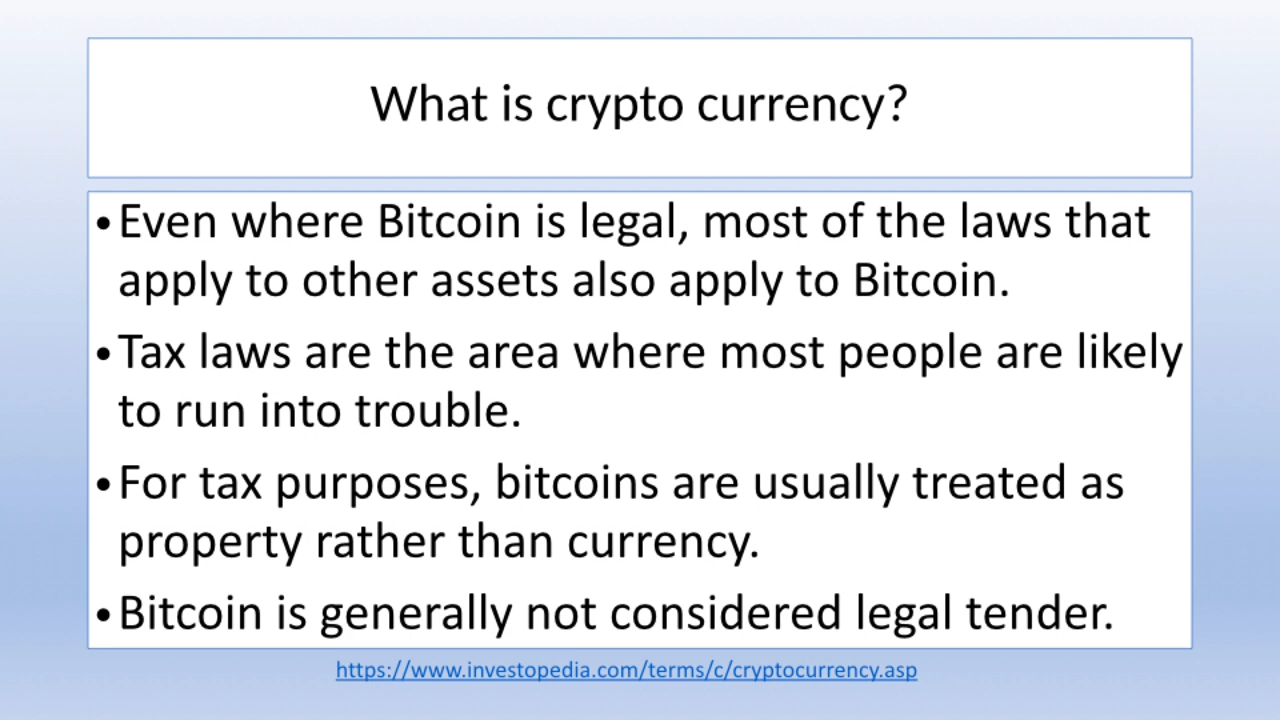 What is crypto currency?
•Even where Bitcoin is legal, most of the laws that
apply to other assets also apply to Bitcoin.
•Tax laws are the area where most people are likely
to run into trouble.
•For tax purposes, bitcoins are usually treated as
property rather than currency.
•Bitcoin is generally not considered legal tender.
https://www.investopedia.com/terms/c/cryptocurrency.asp